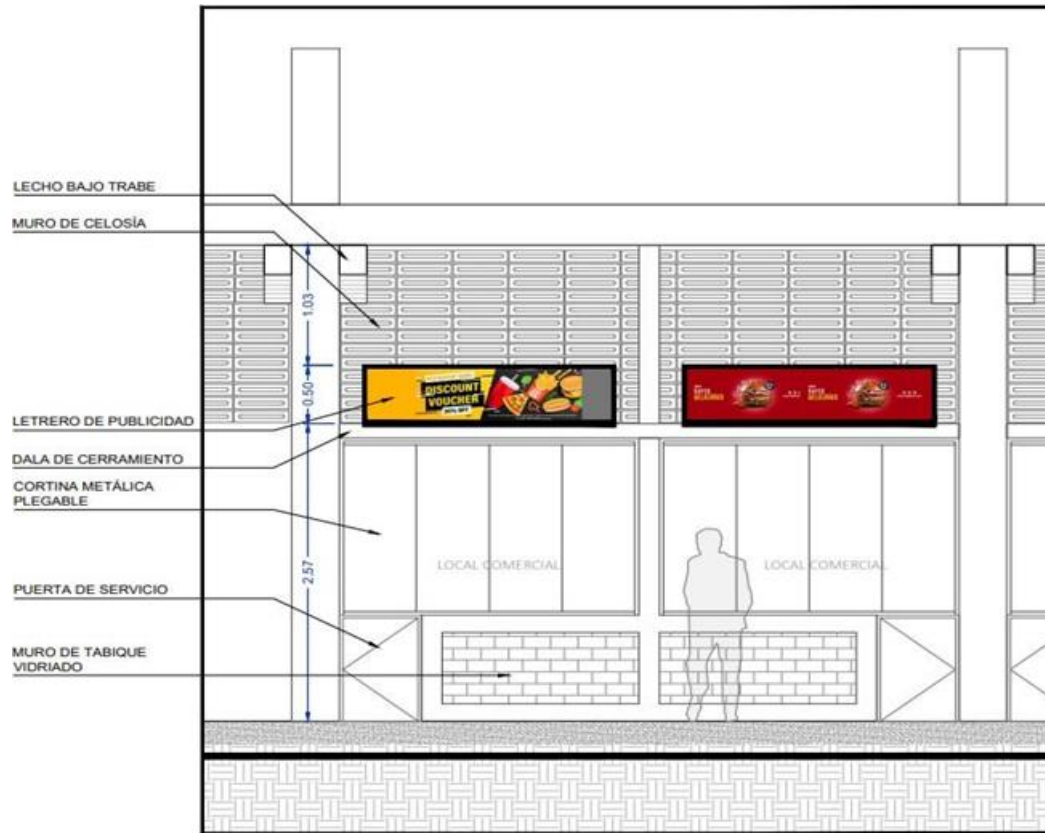 LECHO BAJO TRABE
MURO DE CELOSÍA
1.03
0.50
DISCOUNT
VOUCHER
LETRERO DE PUBLICIDAD
DALA DE CERRAMIENTO
CORTINA METÁLICA
PLEGABLE
2.57
LOCAL COMERCIAL
LOCAL COMERCIAL
PUERTA DE SERVICIO
MURO DE TABIQUE
VIDRIADO